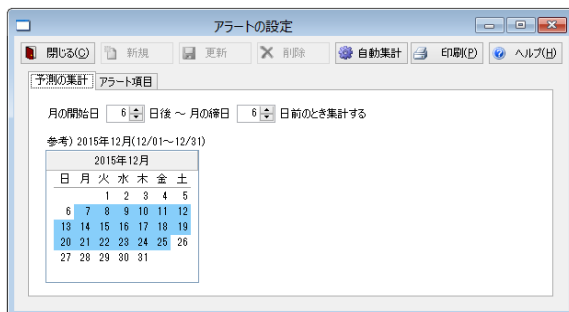 アラートの設定
閉じる(C) 新規 更新 削除 自動集計 印刷(P) ヘルプ(H)
予測の集計 アラート項目
月の開始日 6 日後 ～ 月の締日 6 日前のとき集計する
参考) 2015年12月(12/01～12/31)
2015年12月
日 月 火 水 木 金 土
1 2 3 4 5
6 7 8 9 10 11 12
13 14 15 16 17 18 19
20 21 22 23 24 25 26
27 28 29 30 31